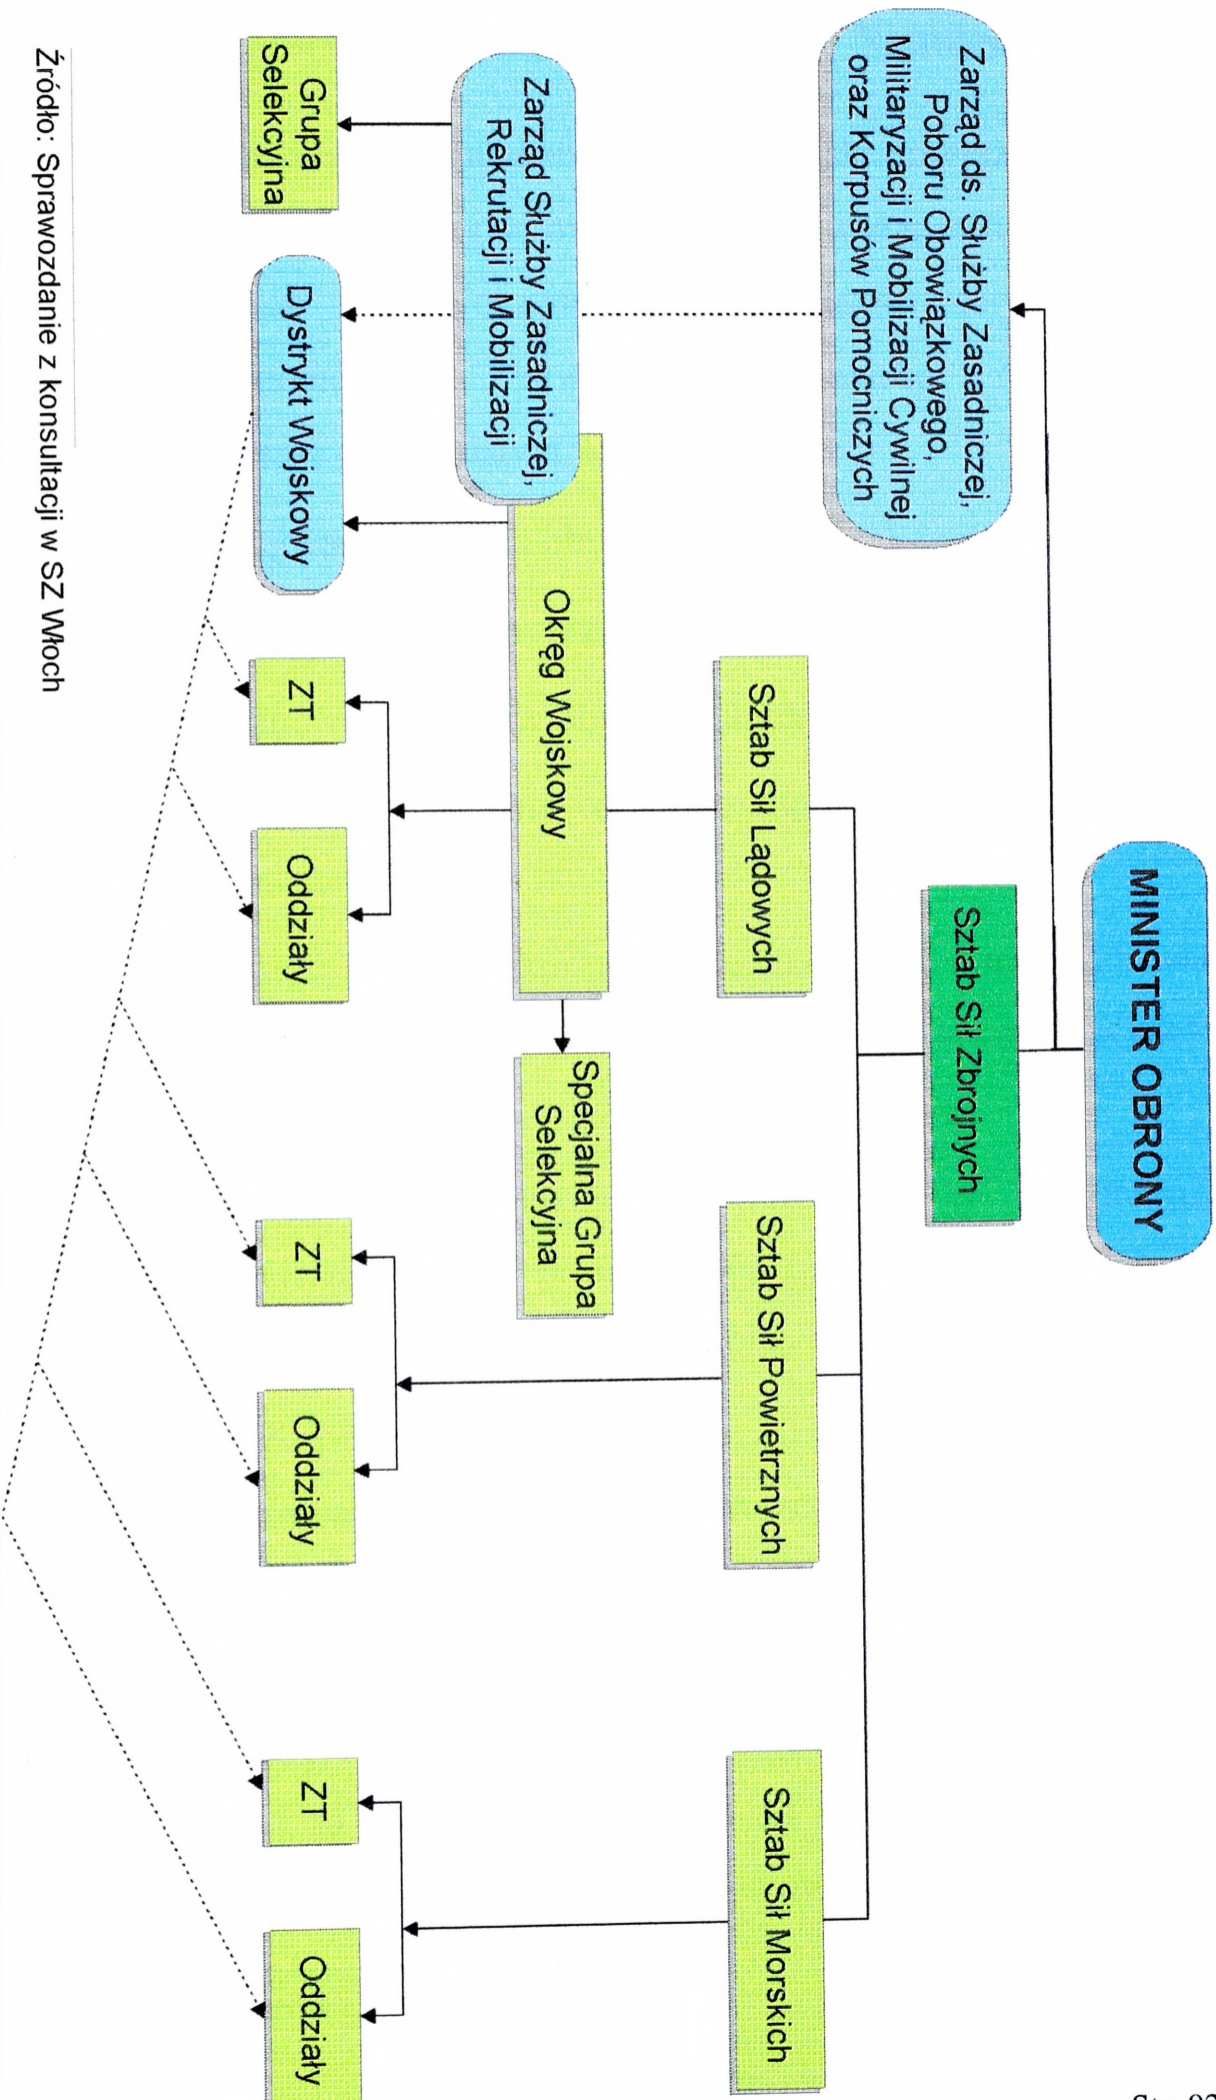 MINISTER OBRONY
Zarząd ds. Służby Zasadniczej,
Poboru Obowiązkowego,
Militaryzacji i Mobilizacji Cywilnej
oraz Korpusów Pomocniczych
Sztab Sił Zbrojnych
Sztab Sił Lądowych
Sztab Sił Powietrznych
Sztab Sił Morskich
Zarząd Służby Zasadniczej,
Rekrutacji i Mobilizacji
Okręg Wojskowy
Specjalna Grupa
Selekcyjna
Grupa
Selekcyjna
Dystrykt Wojskowy
ZT
Oddziały
ZT
Oddziały
ZT
Oddziały
Źródło: Sprawozdanie z konsultacji w SZ Włoch